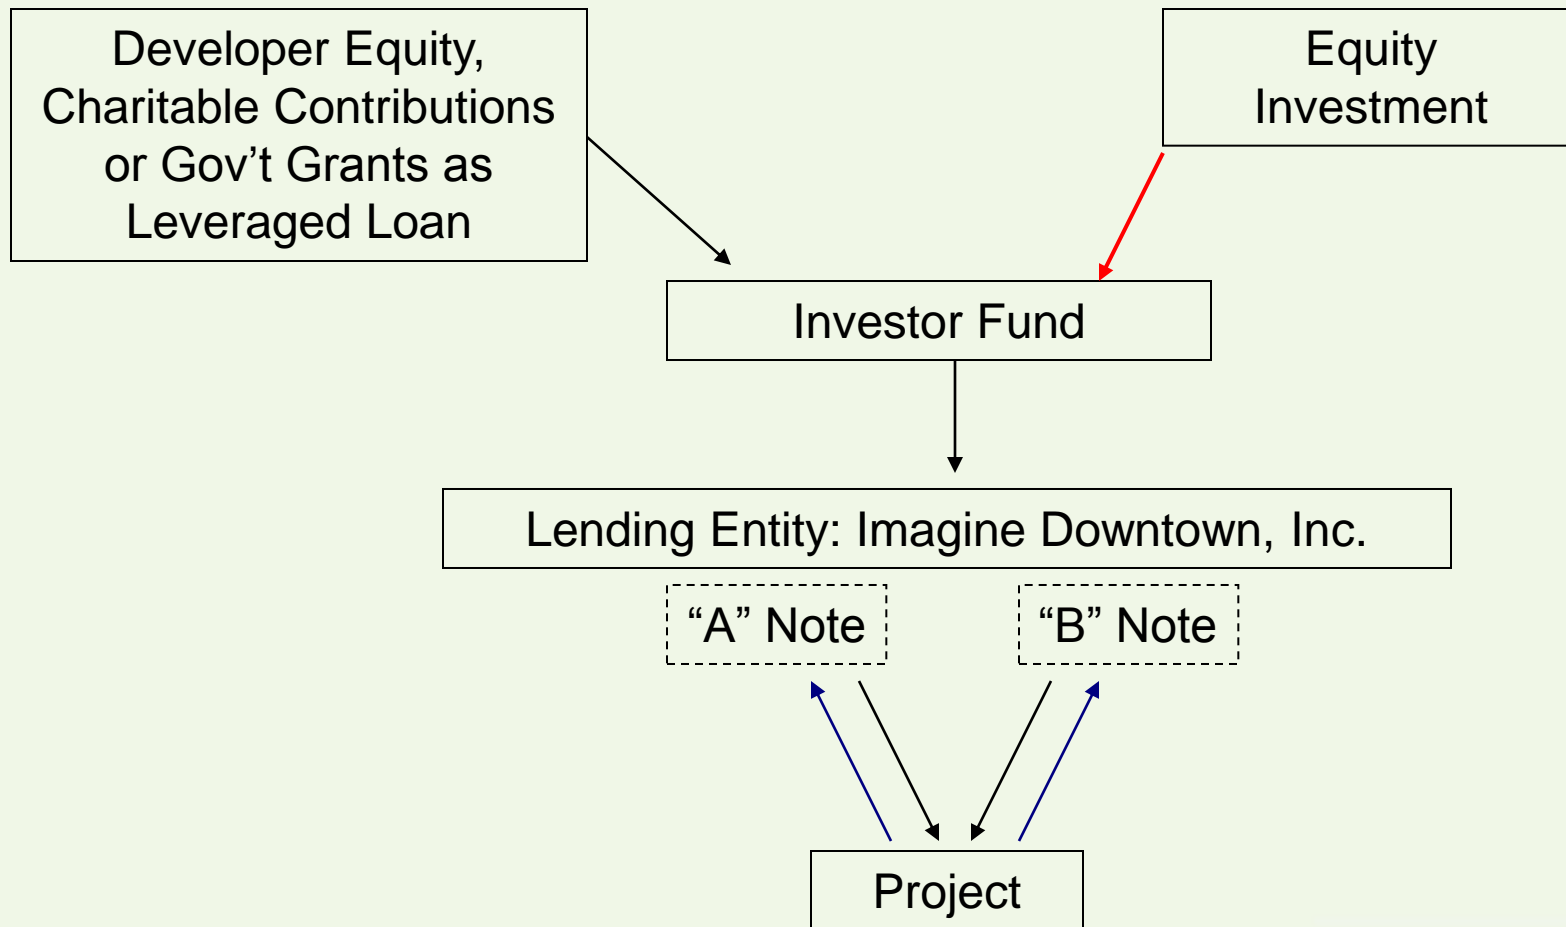 Developer Equity,
Charitable Contributions
or Gov’t Grants as
Leveraged Loan
Equity
Investment
Investor Fund
Lending Entity: Imagine Downtown, Inc.
“A” Note
“B” Note
Project